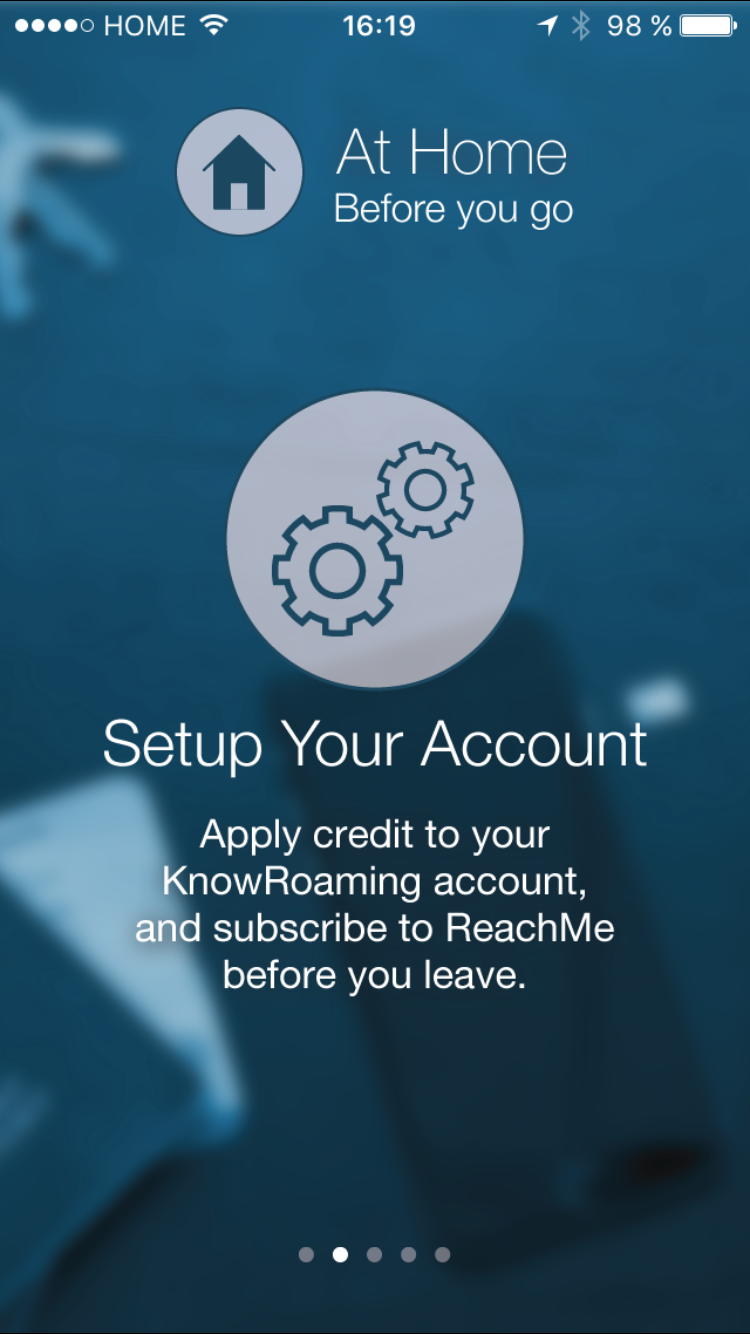 HOME 16:19 98 %
At Home
Before you go
Setup Your Account
Apply credit to your
KnowRoaming account,
and subscribe to ReachMe
before you leave.